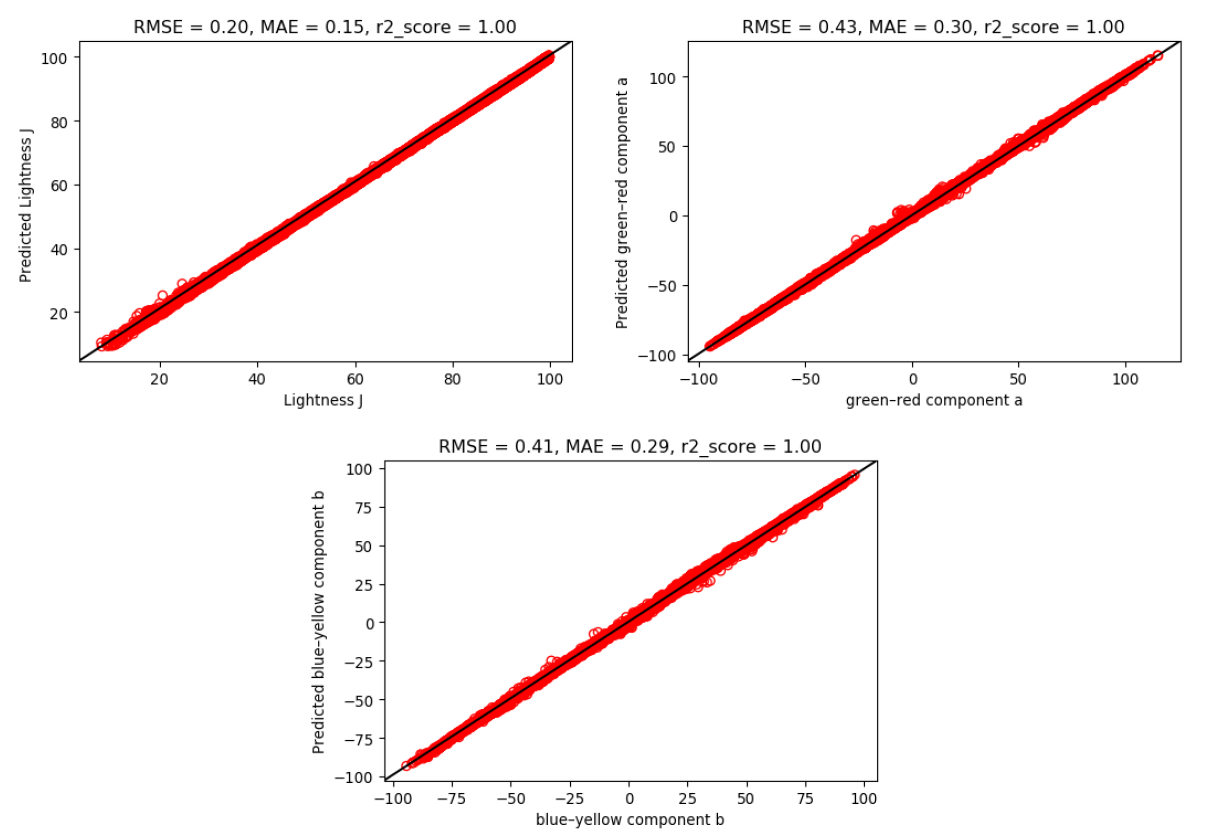 RMSE = 0.20, MAE = 0.15, r2_score = 1.00
Predicted Lightness J
100
80
60
40
20
20 40 60 80 100
Lightness J
RMSE = 0.43, MAE = 0.30, r2_score = 1.00
Predicted green–red component a
100
50
0
−50
−100
−100 −50 0 50 100
green–red component a
RMSE = 0.41, MAE = 0.29, r2_score = 1.00
Predicted blue–yellow component b
100
75
50
25
0
−25
−50
−75
−100
−100 −75 −50 −25 0 25 50 75 100
blue–yellow component b